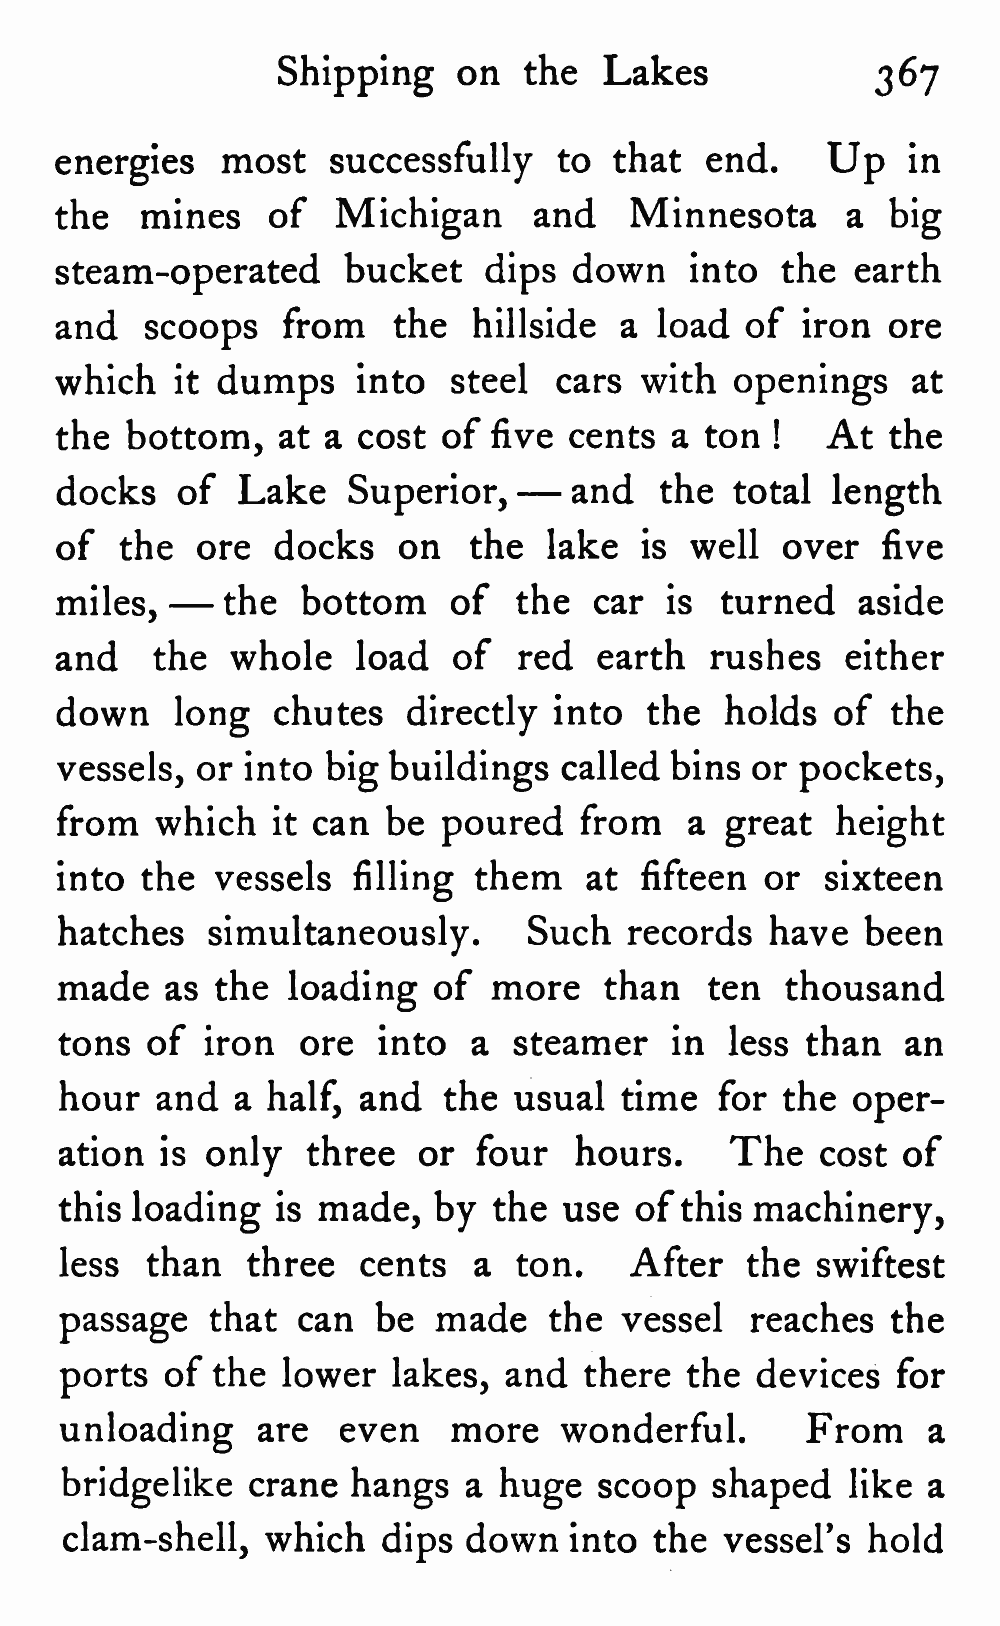 Shipping on the Lakes 367
energies most successfully to that end. Up in
the mines of Michigan and Minnesota a big
steam-operated bucket dips down into the earth
and scoops from the hillside a load of iron ore
which it dumps into steel cars with openings at
the bottom, at a cost of five cents a ton ! At the
docks of Lake Superior, — and the total length
of the ore docks on the lake is well over five
miles, — the bottom of the car is turned aside
and the whole load of red earth rushes either
down long chutes directly into the holds of the
vessels, or into big buildings called bins or pockets,
from which it can be poured from a great height
into the vessels filling them at fifteen or sixteen
hatches simultaneously. Such records have been
made as the loading of more than ten thousand
tons of iron ore into a steamer in less than an
hour and a half, and the usual time for the oper-
ation is only three or four hours. The cost of
this loading is made, by the use of this machinery,
less than three cents a ton. After the swiftest
passage that can be made the vessel reaches the
ports of the lower lakes, and there the devices for
unloading are even more wonderful. From a
bridgelike crane hangs a huge scoop shaped like a
clam-shell, which dips down into the vessel's hold